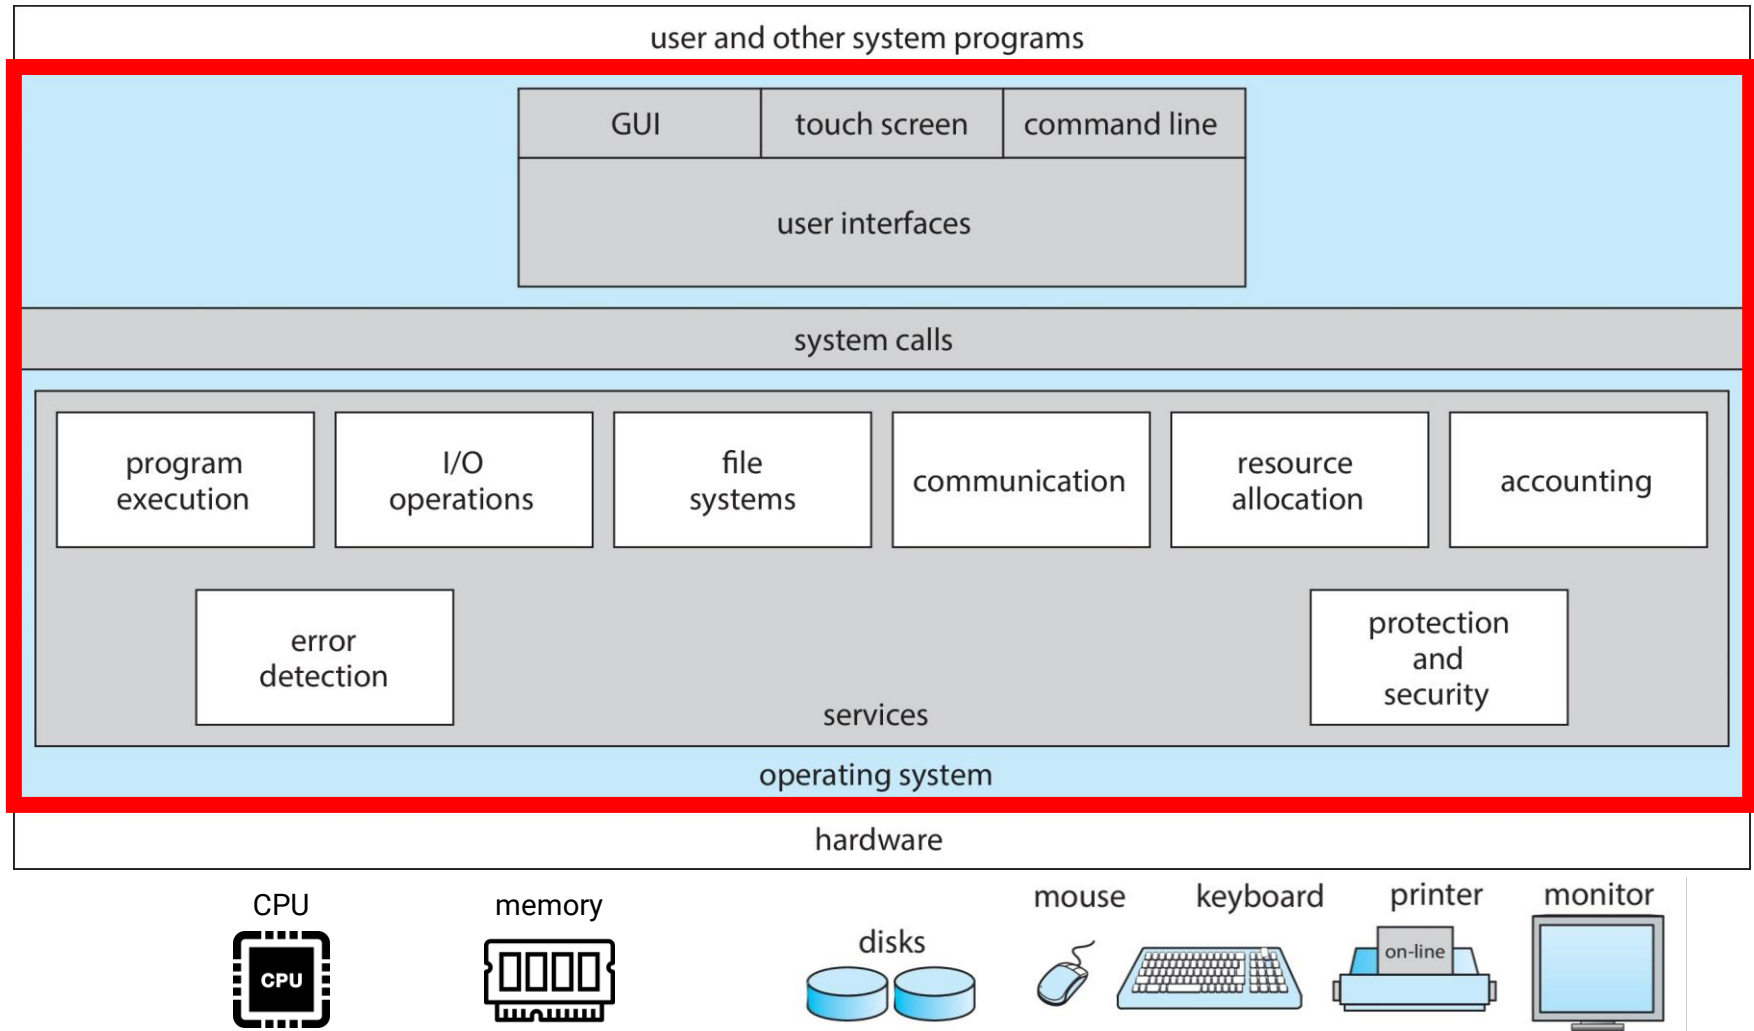 user and other system programs
GUI
touch screen
command line
user interfaces
system calls
program
execution
I/O
operations
file
systems
communication
resource
allocation
accounting
error
detection
protection
and
security
services
operating system
hardware
CPU
memory
disks
mouse
keyboard
printer
monitor
CPU
on-line